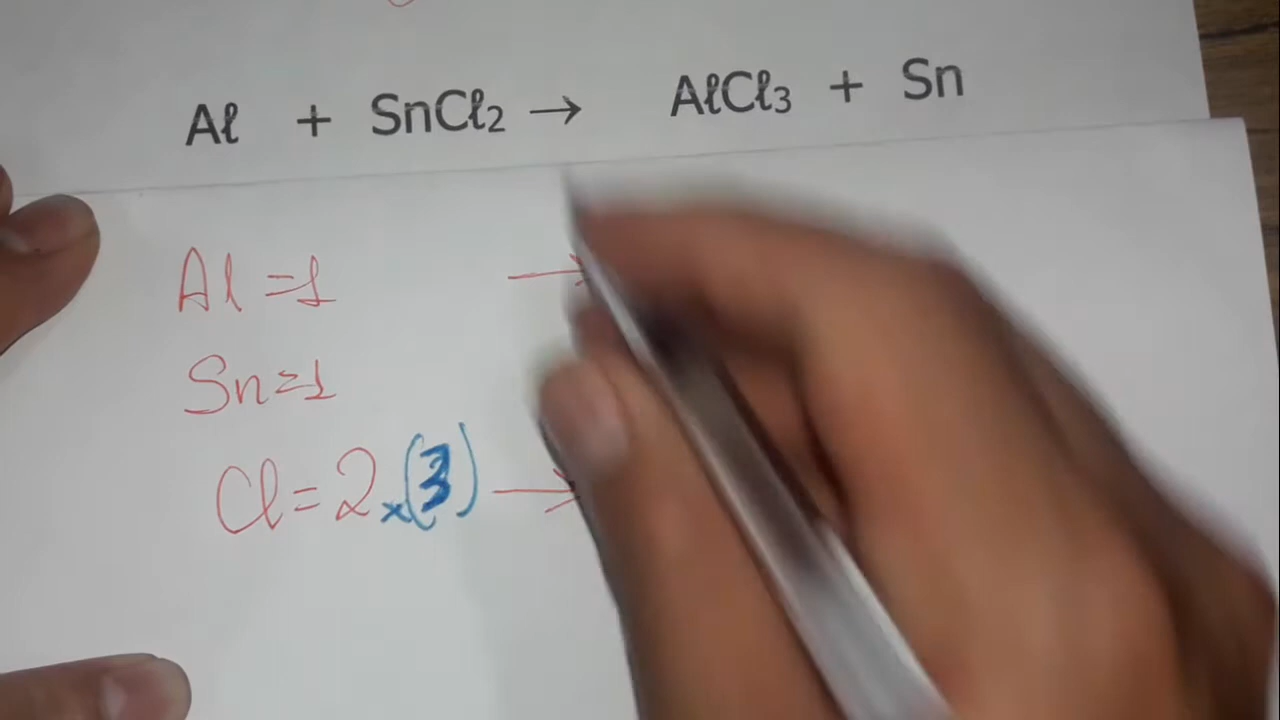 Al + SnCl2 → AlCl3 + Sn
Al = 1 →
Sn = 1
Cl = 2 x (3) →